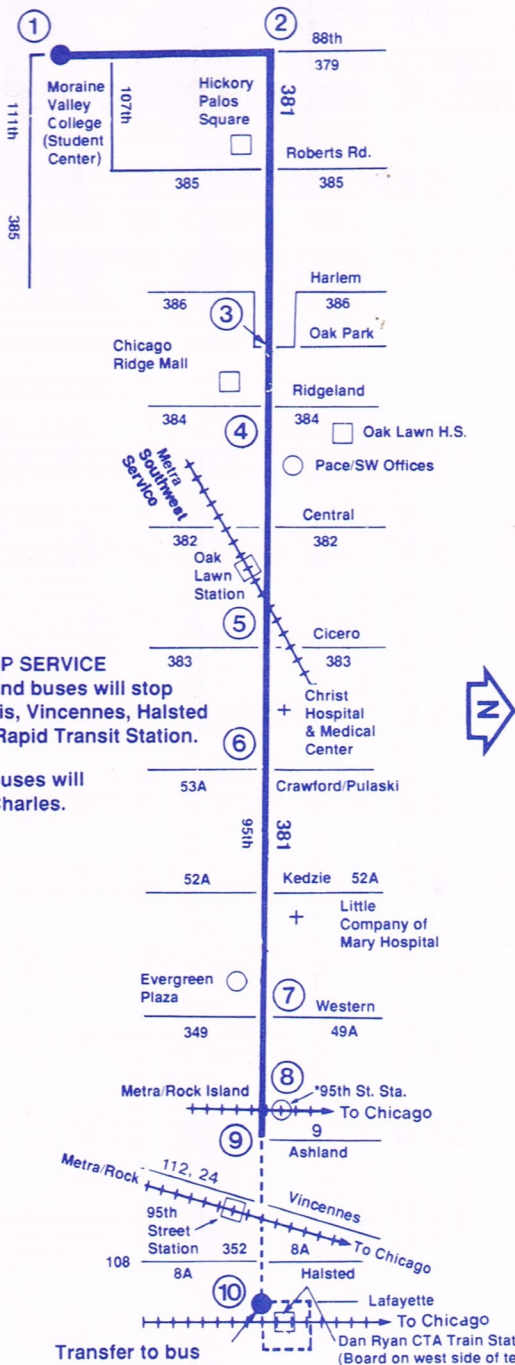 1
2
88th
379
111th
385
Moraine
Valley
College
(Student
Center)
107th
Hickory
Palos
Square
381
Roberts Rd.
385
385
Harlem
386
386
3
Oak Park
Chicago
Ridge Mall
Ridgeland
384
4
384
Oak Lawn H.S.
Pace/SW Offices
Metra
Southwest
Service
Central
382
382
Oak
Lawn
Station
5
Cicero
383
383
P SERVICE
nd buses will stop
is, Vincennes, Halsted
Rapid Transit Station.
Christ
Hospital
& Medical
Center
N
6
uses will
Charles.
53A
Crawford/Pulaski
95th
381
52A
Kedzie 52A
Little
Company of
Mary Hospital
Evergreen
Plaza
7
Western
349
49A
8
Metra/Rock Island
*95th St. Sta.
To Chicago
9
9
Ashland
Metra/Rock
112, 24
Vincennes
95th
Street
Station
To Chicago
352
8A
108
8A
Halsted
10
Lafayette
To Chicago
Dan Ryan CTA Train Stat
(Board on west side of te
Transfer to bus